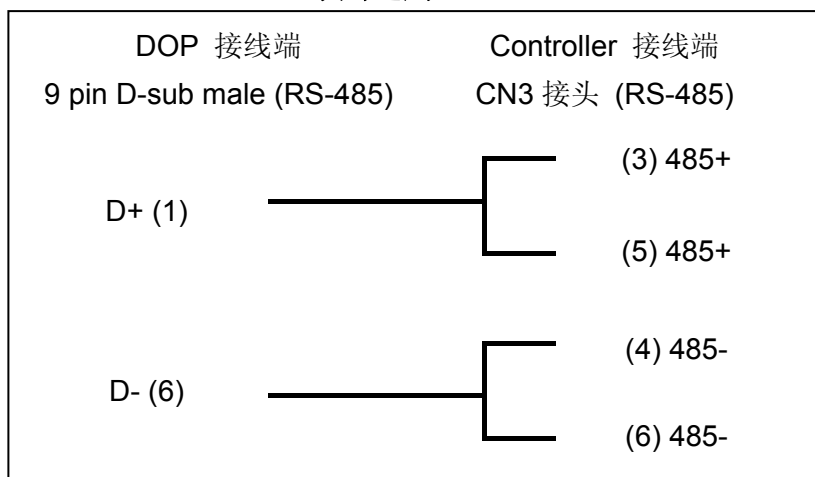 DOP 接线端 Controller 接线端
9 pin D-sub male (RS-485) CN3 接头 (RS-485)
(3) 485+
D+ (1)
(5) 485+
(4) 485-
D- (6)
(6) 485-